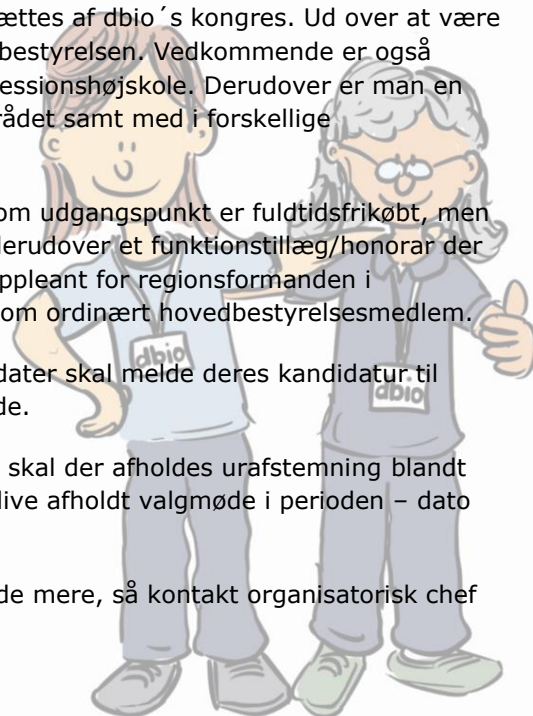 ættes af dbio´s kongres. Ud over at være
bestyrelsen. Vedkommende er også
essionshøjskole. Derudover er man en
rådet samt med i forskellige
om udgangspunkt er fuldtidsfrikøbt, men
derudover et funktionstillæg/honorar der
ppleant for regionsformanden i
om ordinært hovedbestyrelsesmedlem.
dbio
dater skal melde deres kandidatur til
dbio
de.
skal der afholdes urafstemning blandt
live afholdt valgmøde i perioden – dato
de mere, så kontakt organisatorisk chef